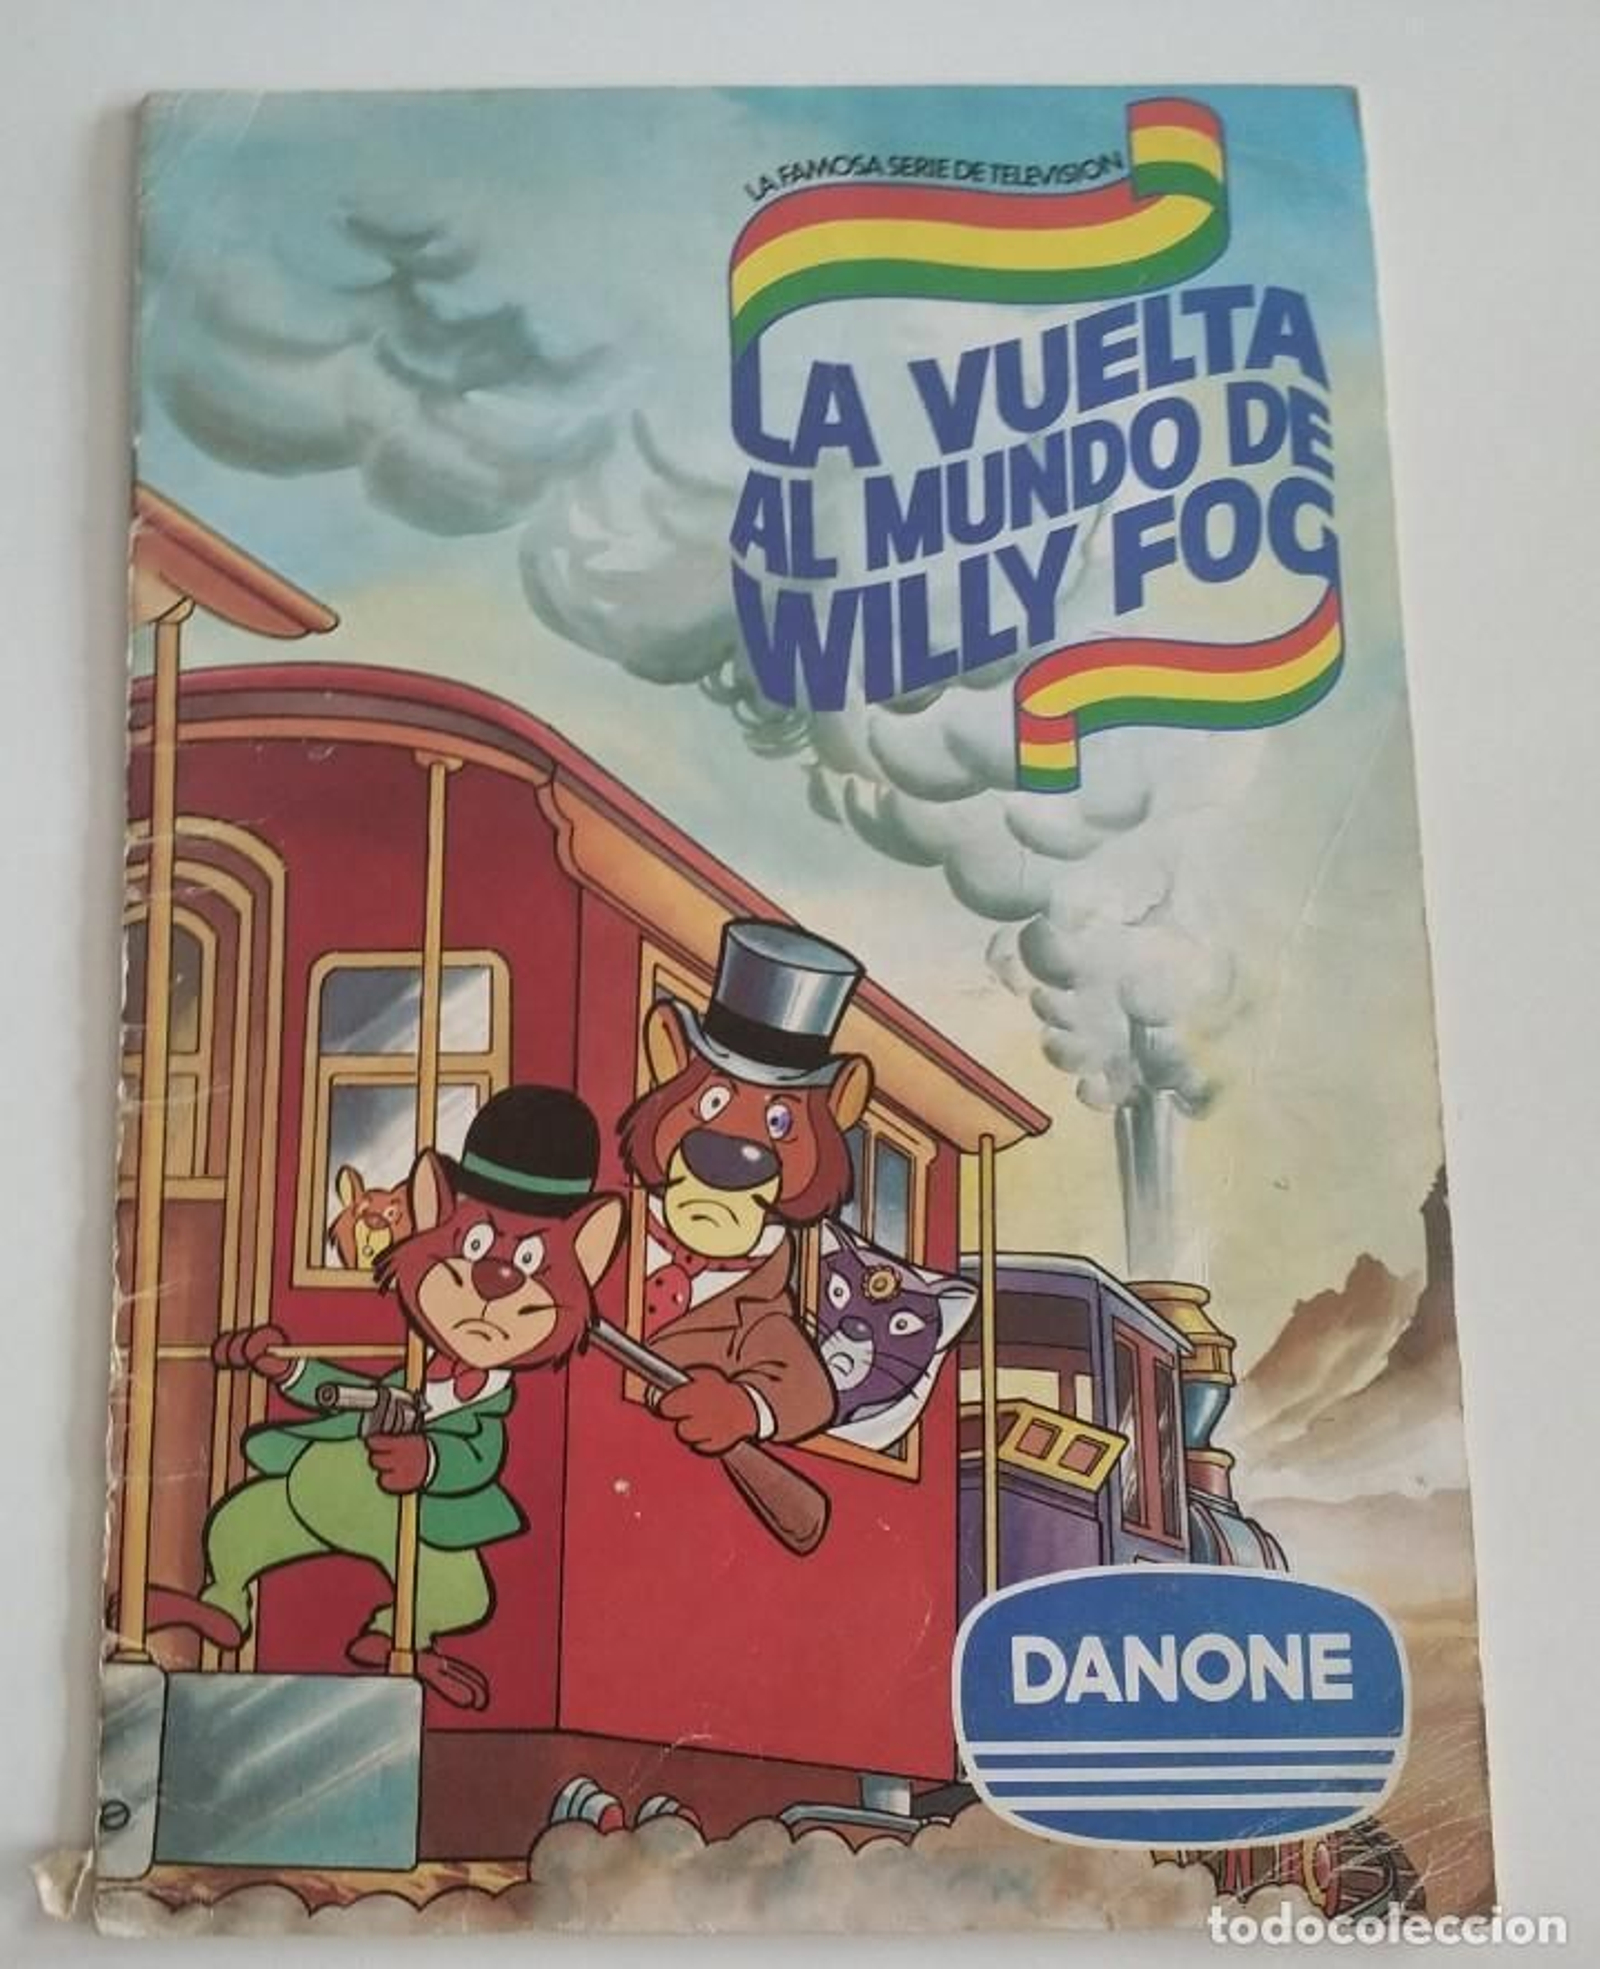 LA FAMOSA SERIE DE TELEVISION
LA VUELTA
AL MUNDO DE
WILLY FOG
DANONE
todocoleccion